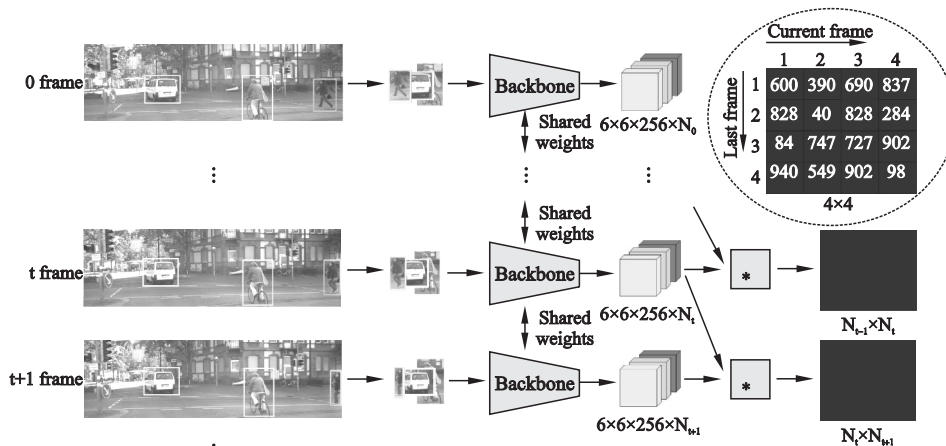 0 frame
Backbone
6×6×256×N₀
Shared
weights
Current frame
1 2 3 4
Last frame
1 600 390 690 837
2 828 40 828 284
3 84 747 727 902
4 940 549 902 98
4×4
Shared
weights
t frame
Backbone
6×6×256×Nₜ
*
Nₜ₋₁×Nₜ
Shared
weights
t+1 frame
Backbone
6×6×256×Nₜ₊₁
*
Nₜ×Nₜ₊₁